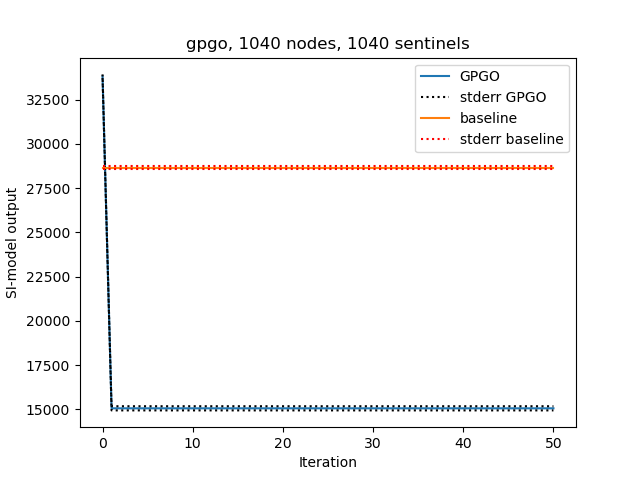 gpgo, 1040 nodes, 1040 sentinels
GPGO
stderr GPGO
baseline
stderr baseline
SI-model output
32500
30000
27500
25000
22500
20000
17500
15000
0 10 20 30 40 50
Iteration